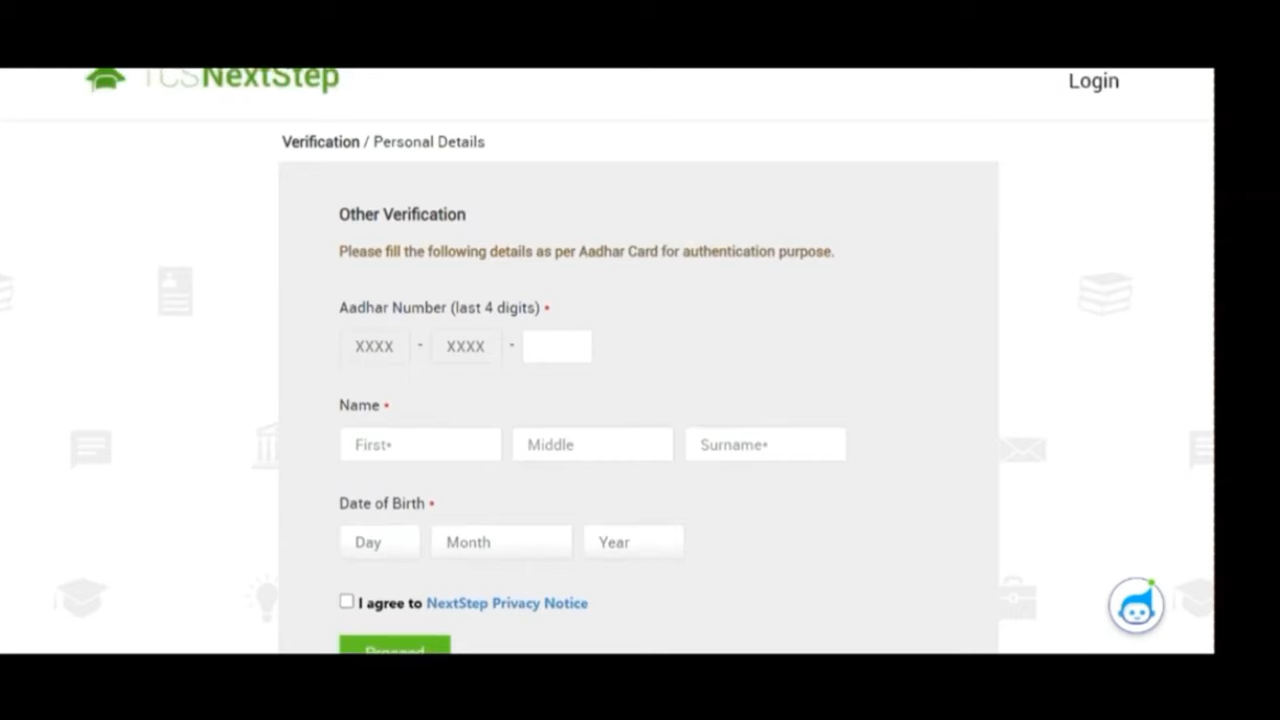 TCSNextStep
Login
Verification / Personal Details
Other Verification
Please fill the following details as per Aadhar Card for authentication purpose.
Aadhar Number (last 4 digits) •
XXXX - XXXX -
Name •
First• Middle Surname•
Date of Birth •
Day Month Year
I agree to NextStep Privacy Notice
Proceed